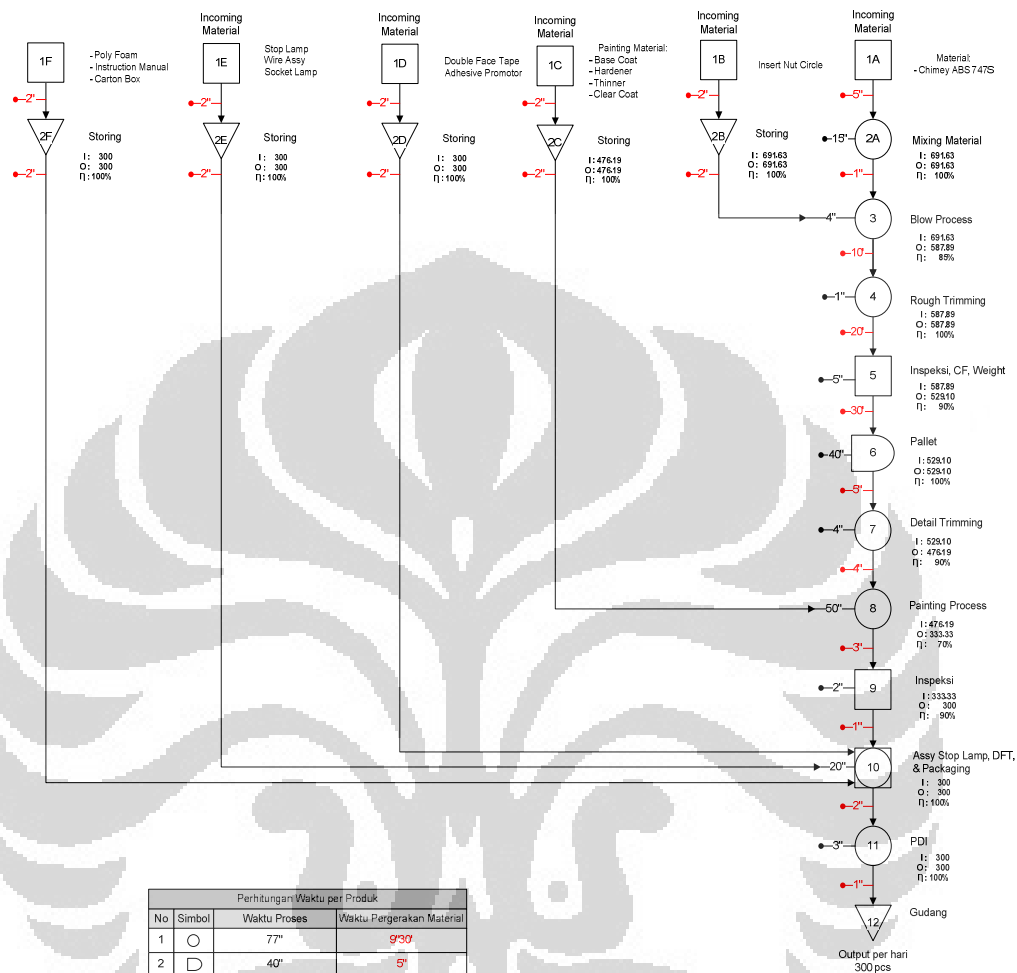 Incoming
Material
1F
- Poly Foam
- Instruction Manual
- Carton Box
2"
2F
Storing
I: 300
O: 300
η: 100%
2"
Incoming
Material
1E
Stop Lamp
Wire Assy
Socket Lamp
2"
2E
Storing
I: 300
O: 300
η: 100%
2"
Incoming
Material
1D
Double Face Tape
Adhesive Promotor
2"
2D
Storing
I: 300
O: 300
η: 100%
2"
Incoming
Material
1C
Painting Material:
- Base Coat
- Hardener
- Thinner
- Clear Coat
2"
2C
Storing
I: 476.19
O: 476.19
η: 100%
2"
Incoming
Material
1B
Insert Nut Circle
2"
2B
Storing
I: 691.63
O: 691.63
η: 100%
2"
1A
Material:
- Chimey ABS 747S
5"
15"
2A
Mixing Material
I: 691.63
O: 691.63
η: 100%
1"
4"
3
Blow Process
I: 691.63
O: 587.89
η: 85%
10'
1"
4
Rough Trimming
I: 587.89
O: 587.89
η: 100%
20'
5"
5
Inspeksi, CF, Weight
I: 587.89
O: 529.10
η: 90%
30'
40"
6
Pallet
I: 529.10
O: 529.10
η: 100%
5"
4"
7
Detail Trimming
I: 529.10
O: 476.19
η: 90%
4"
50"
8
Painting Process
I: 476.19
O: 333.33
η: 70%
3"
2"
9
Inspeksi
I: 333.33
O: 300
η: 90%
1"
20"
10
Assy Stop Lamp, DFT,
& Packaging
I: 300
O: 300
η: 100%
2"
3"
11
PDI
I: 300
O: 300
η: 100%
1"
12
Gudang
Output per hari
300 pcs
Perhitungan Waktu per Produk
No Simbol Waktu Proses Waktu Pergerakan Material
1 77" 9"30'
2 40" 5"